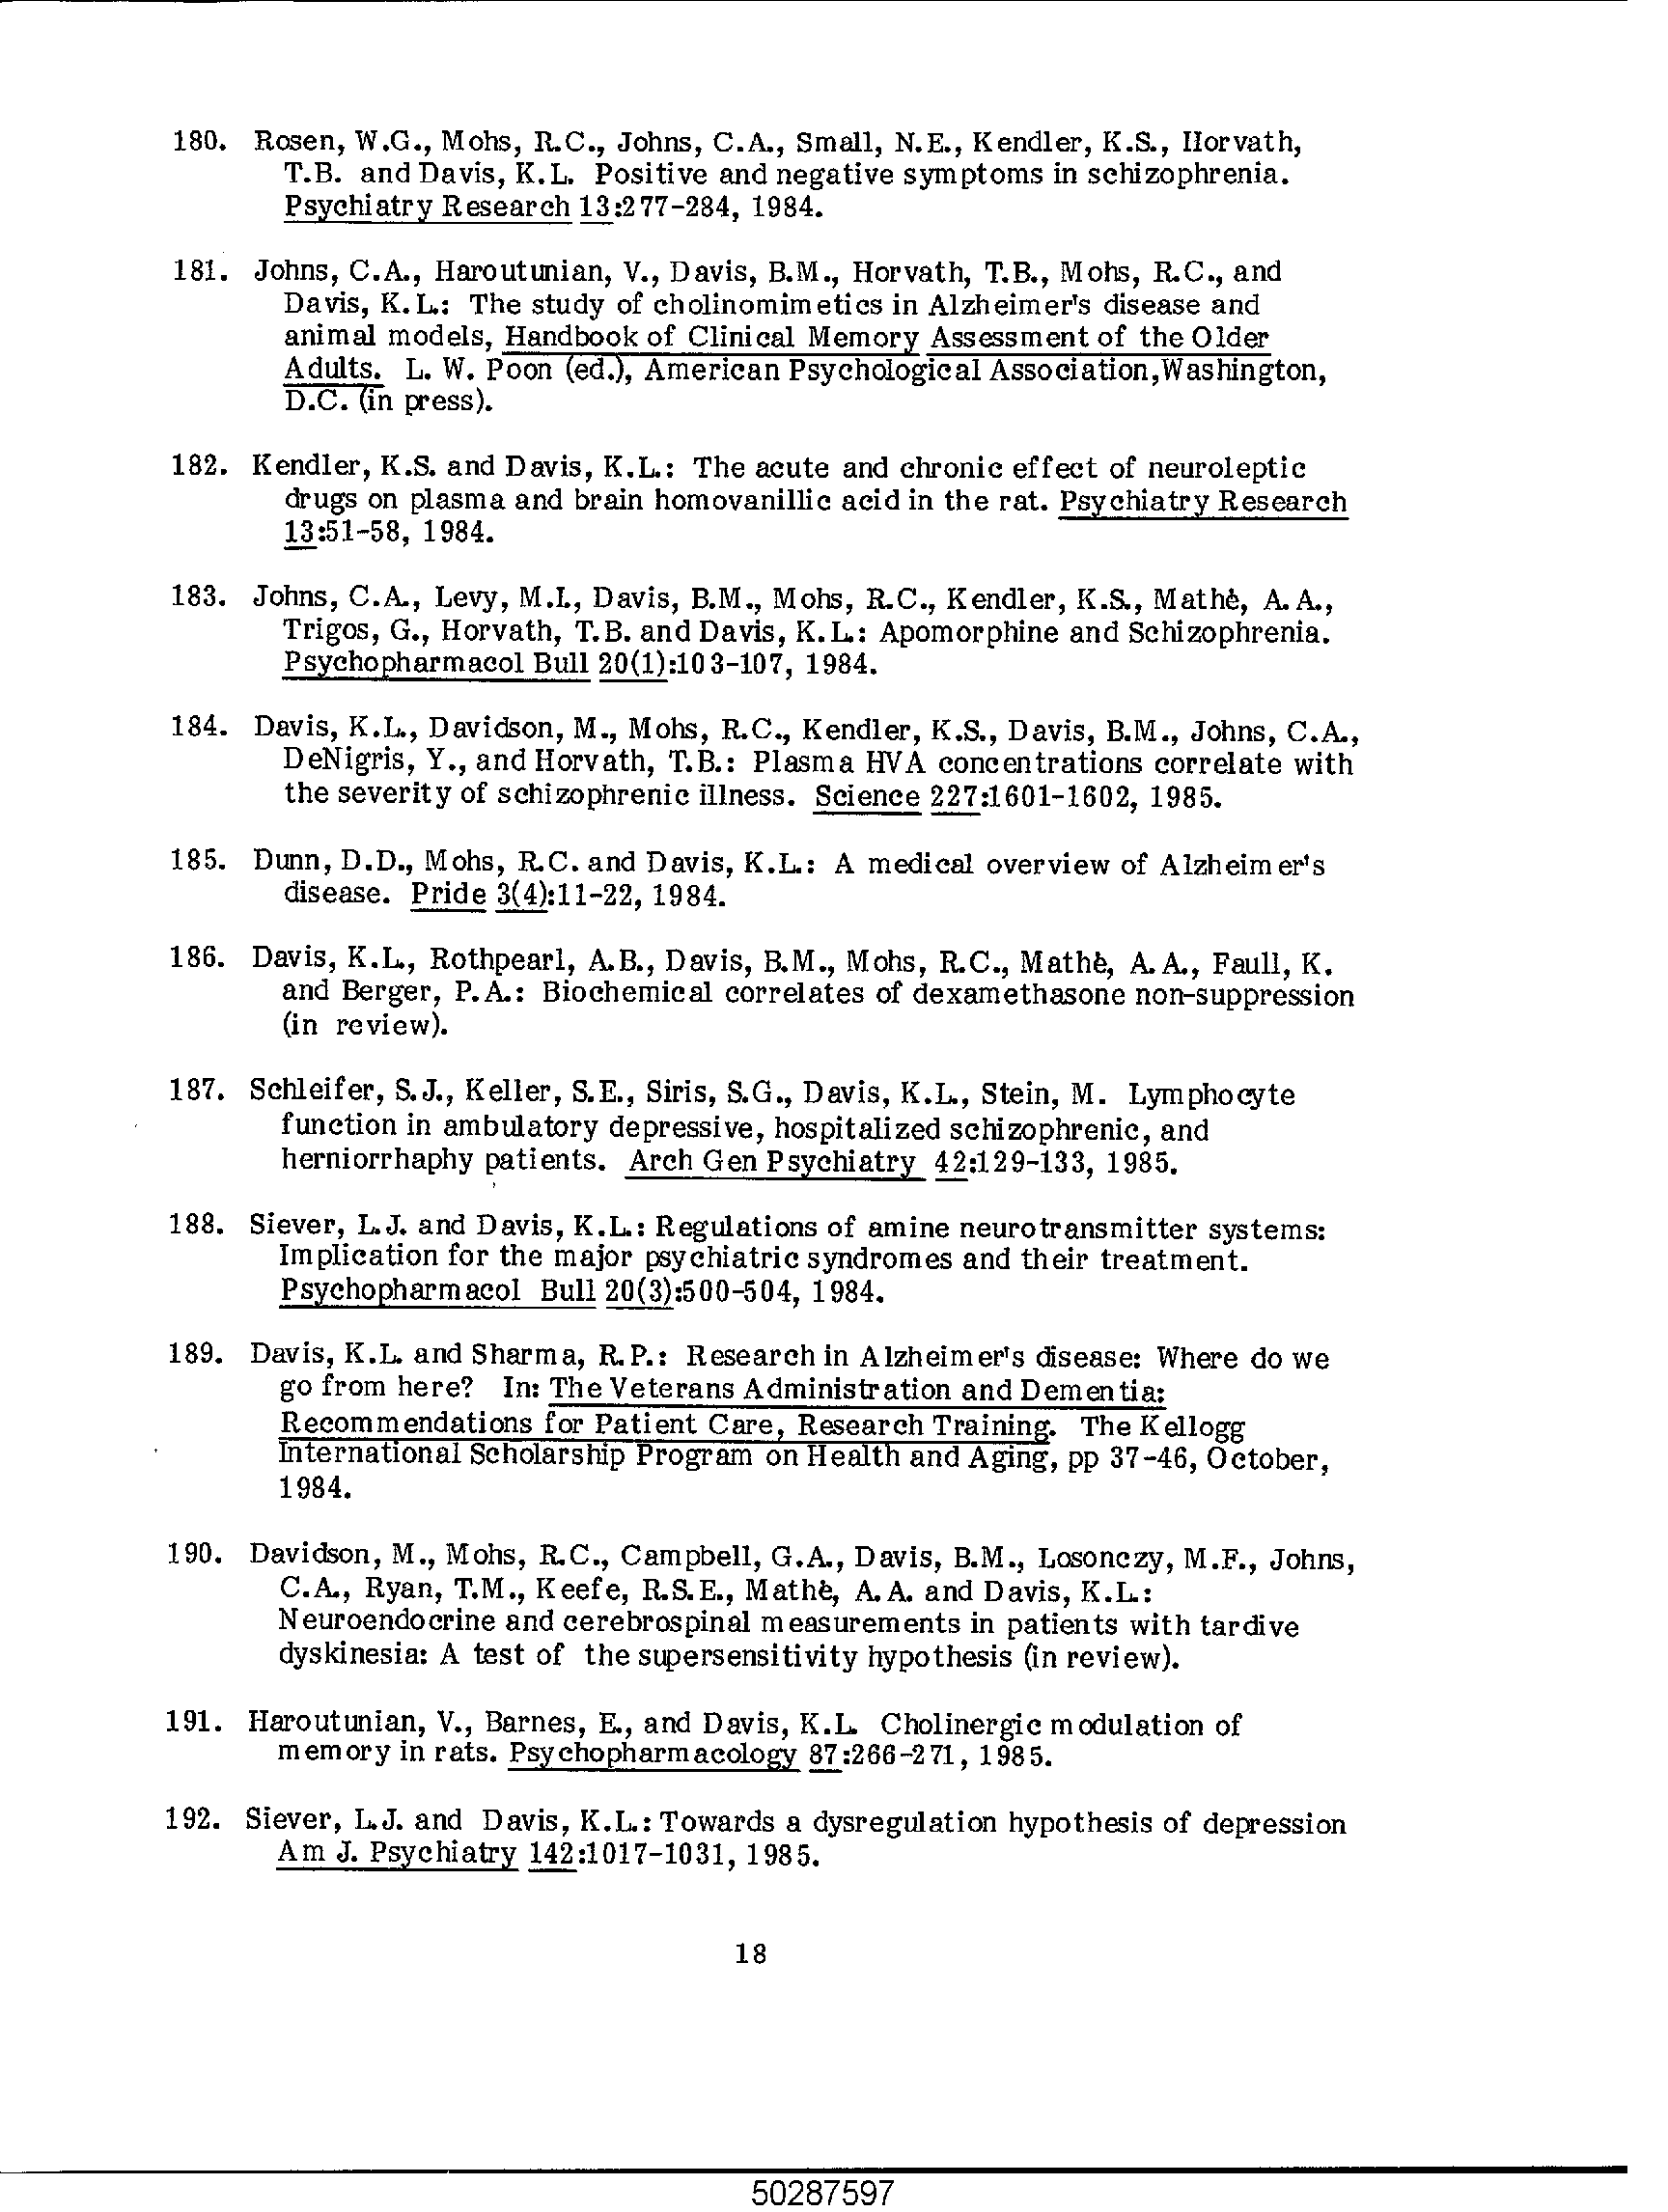 180. Rosen, W.G., Mohs, R.C., Johns, C.A., Small, N.E., Kendler, K.S., Horvath,
T.B. and Davis, K.L. Positive and negative symptoms in schizophrenia.
Psychiatry Research 13:277-284, 1984.
181. Johns, C.A., Haroutunian, V., Davis, B.M., Horvath, T.B., Mohs, R.C., and
Davis, K.L.: The study of cholinomimetics in Alzheimer's disease and
animal models, Handbook of Clinical Memory Assessment of the Older
Adults. L. W. Poon (ed.), American Psychological Association,Washington,
D.C. (in press).
182. Kendler, K.S. and Davis, K.L.: The acute and chronic effect of neuroleptic
drugs on plasma and brain homovanillic acid in the rat. Psychiatry Research
13:51-58, 1984.
183. Johns, C.A., Levy, M.I., Davis, B.M., Mohs, R.C., Kendler, K.S., Mathè, A.A.,
Trigos, G., Horvath, T.B. and Davis, K.L.: Apomorphine and Schizophrenia.
Psychopharmacol Bull 20(1):103-107, 1984.
184. Davis, K.L., Davidson, M., Mohs, R.C., Kendler, K.S., Davis, B.M., Johns, C.A.,
DeNigris, Y., and Horvath, T.B.: Plasma HVA concentrations correlate with
the severity of schizophrenic illness. Science 227:1601-1602, 1985.
185. Dunn, D.D., Mohs, R.C. and Davis, K.L.: A medical overview of Alzheimer's
disease. Pride 3(4):11-22, 1984.
186. Davis, K.L., Rothpearl, A.B., Davis, B.M., Mohs, R.C., Mathè, A.A., Faull, K.
and Berger, P.A.: Biochemical correlates of dexamethasone non-suppression
(in review).
187. Schleifer, S.J., Keller, S.E., Siris, S.G., Davis, K.L., Stein, M. Lymphocyte
function in ambulatory depressive, hospitalized schizophrenic, and
herniorrhaphy patients. Arch Gen Psychiatry 42:129-133, 1985.
188. Siever, L.J. and Davis, K.L.: Regulations of amine neurotransmitter systems:
Implication for the major psychiatric syndromes and their treatment.
Psychopharmacol Bull 20(3):500-504, 1984.
189. Davis, K.L. and Sharma, R.P.: Research in Alzheimer's disease: Where do we
go from here? In: The Veterans Administration and Dementia:
Recommendations for Patient Care, Research Training. The Kellogg
International Scholarship Program on Health and Aging, pp 37-46, October,
1984.
190. Davidson, M., Mohs, R.C., Campbell, G.A., Davis, B.M., Losonczy, M.F., Johns,
C.A., Ryan, T.M., Keefe, R.S.E., Mathè, A.A. and Davis, K.L.:
Neuroendocrine and cerebrospinal measurements in patients with tardive
dyskinesia: A test of the supersensitivity hypothesis (in review).
191. Haroutunian, V., Barnes, E., and Davis, K.L. Cholinergic modulation of
memory in rats. Psychopharmacology 87:266-271, 1985.
192. Siever, L.J. and Davis, K.L.: Towards a dysregulation hypothesis of depression
Am J. Psychiatry 142:1017-1031, 1985.
18
50287597